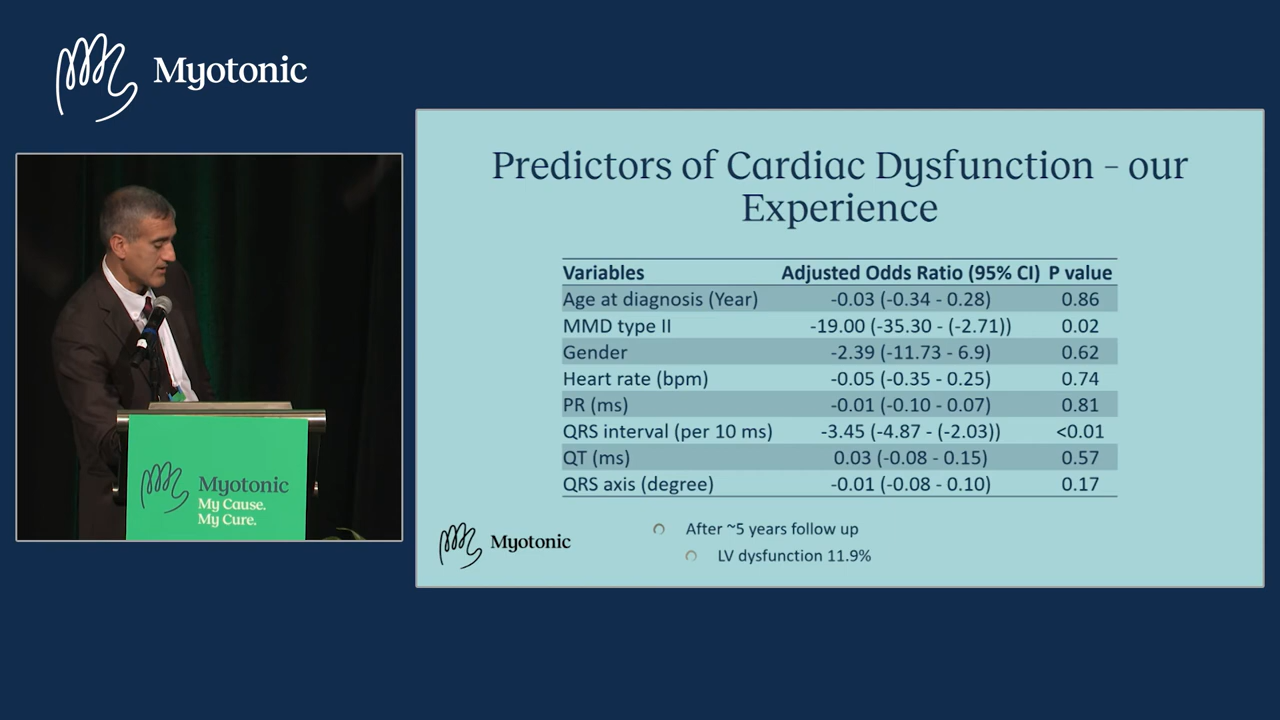 Myotonic
Predictors of Cardiac Dysfunction - our
Experience
Variables Adjusted Odds Ratio (95% CI) P value
Age at diagnosis (Year) -0.03 (-0.34 - 0.28) 0.86
MMD type II -19.00 (-35.30 - (-2.71)) 0.02
Gender -2.39 (-11.73 - 6.9) 0.62
Heart rate (bpm) -0.05 (-0.35 - 0.25) 0.74
PR (ms) -0.01 (-0.10 - 0.07) 0.81
QRS interval (per 10 ms) -3.45 (-4.87 - (-2.03)) <0.01
QT (ms) 0.03 (-0.08 - 0.15) 0.57
QRS axis (degree) -0.01 (-0.08 - 0.10) 0.17
After ~5 years follow up
LV dysfunction 11.9%
Myotonic
Myotonic
My Cause.
My Cure.